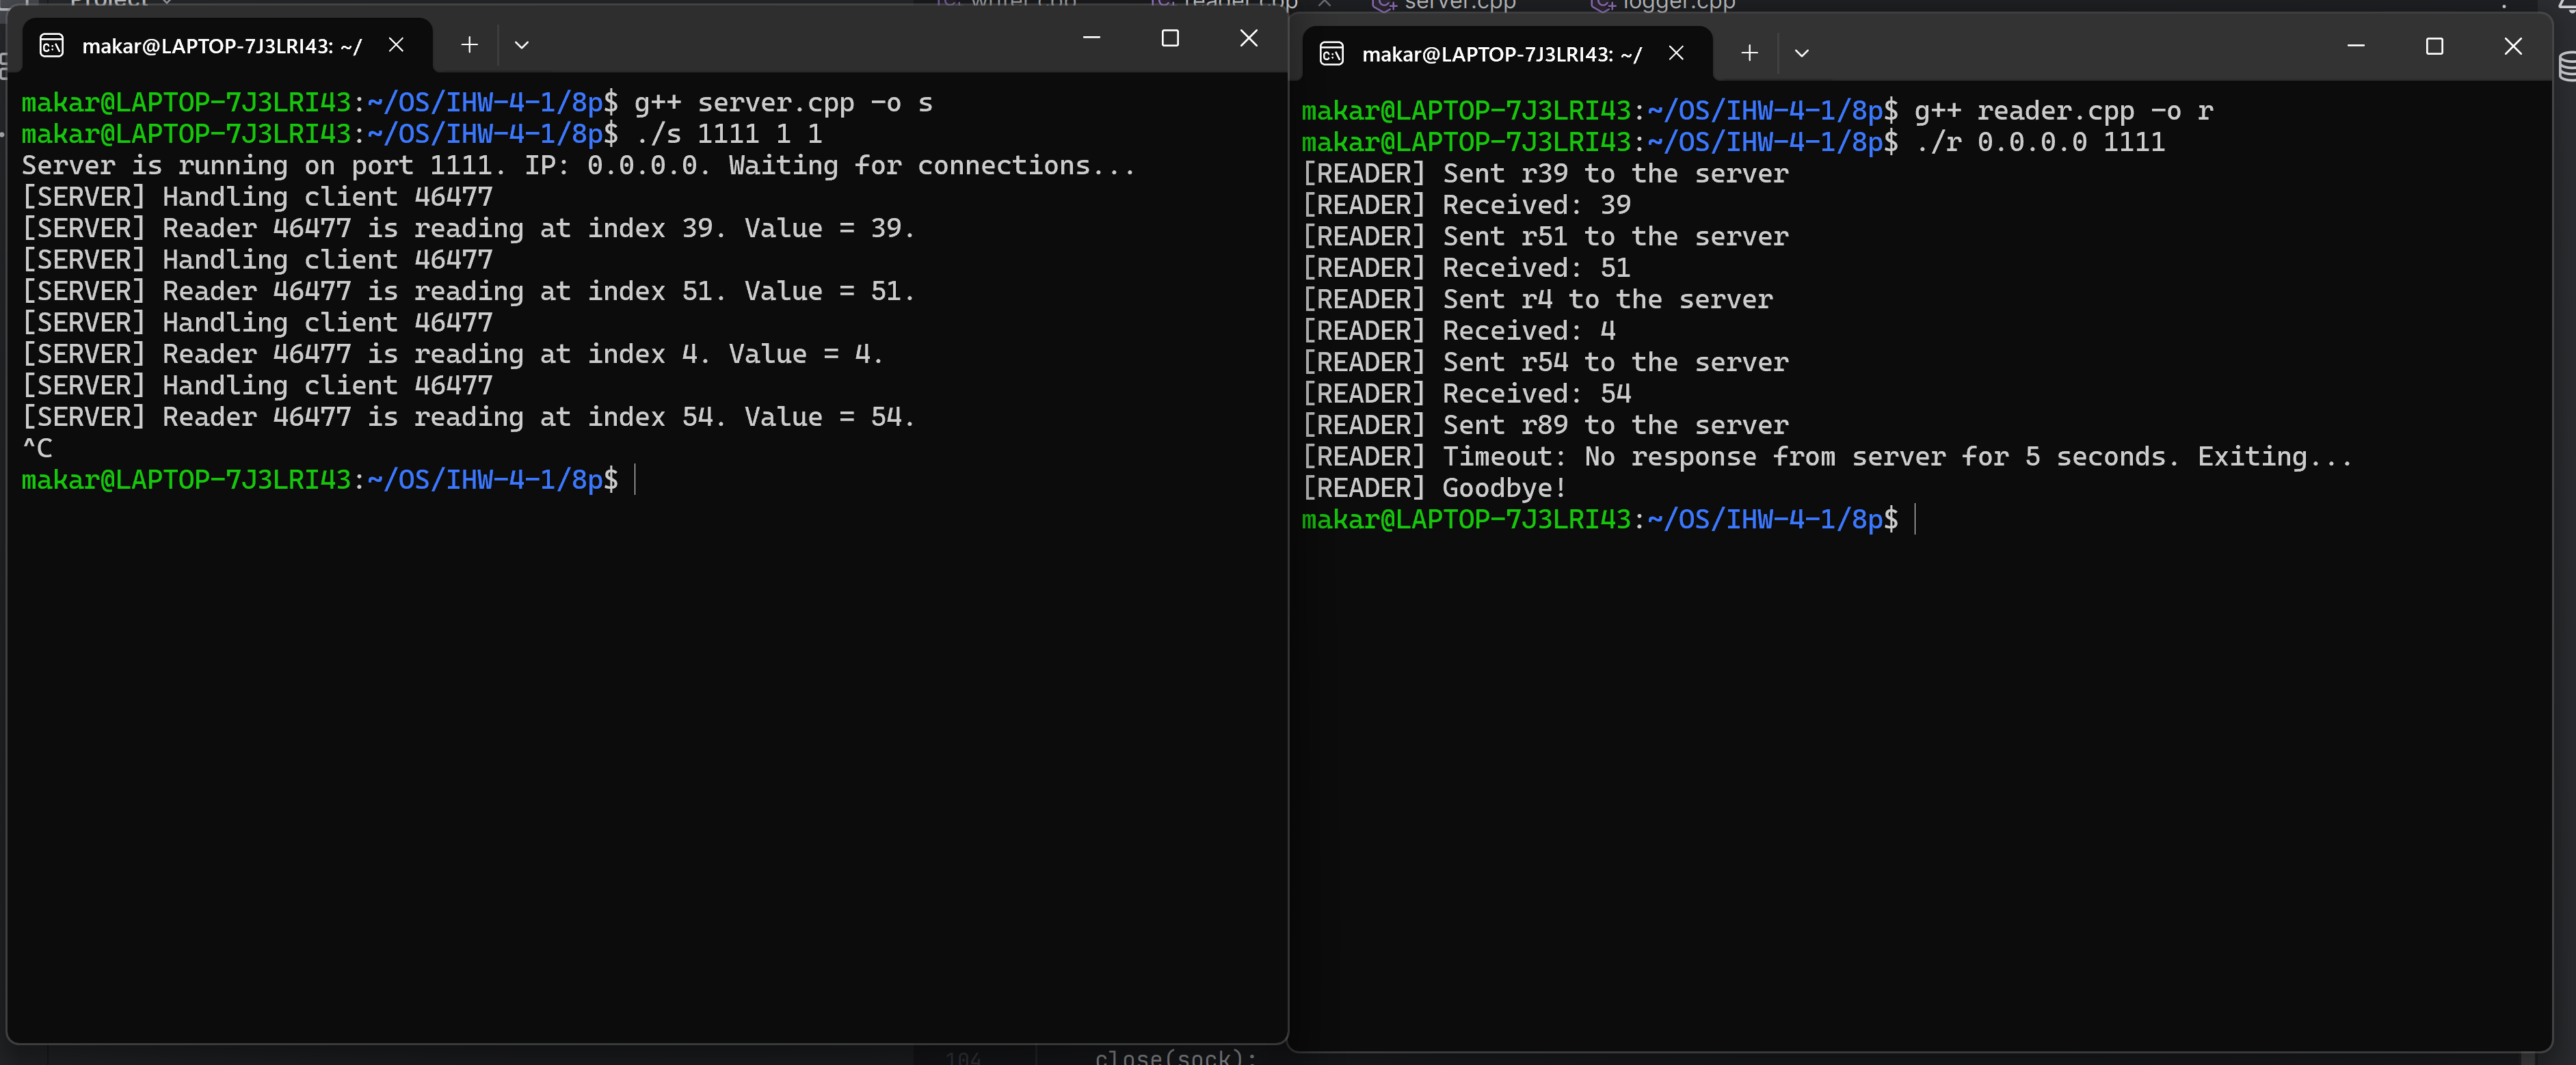 Project
writer.cpp reader.cpp server.cpp logger.cpp
makar@LAPTOP-7J3LRI43: ~/
makar@LAPTOP-7J3LRI43:~/OS/IHW-4-1/8p$ g++ server.cpp -o s
makar@LAPTOP-7J3LRI43:~/OS/IHW-4-1/8p$ ./s 1111 1 1
Server is running on port 1111. IP: 0.0.0.0. Waiting for connections...
[SERVER] Handling client 46477
[SERVER] Reader 46477 is reading at index 39. Value = 39.
[SERVER] Handling client 46477
[SERVER] Reader 46477 is reading at index 51. Value = 51.
[SERVER] Handling client 46477
[SERVER] Reader 46477 is reading at index 4. Value = 4.
[SERVER] Handling client 46477
[SERVER] Reader 46477 is reading at index 54. Value = 54.
^C
makar@LAPTOP-7J3LRI43:~/OS/IHW-4-1/8p$
makar@LAPTOP-7J3LRI43: ~/
makar@LAPTOP-7J3LRI43:~/OS/IHW-4-1/8p$ g++ reader.cpp -o r
makar@LAPTOP-7J3LRI43:~/OS/IHW-4-1/8p$ ./r 0.0.0.0 1111
[READER] Sent r39 to the server
[READER] Received: 39
[READER] Sent r51 to the server
[READER] Received: 51
[READER] Sent r4 to the server
[READER] Received: 4
[READER] Sent r54 to the server
[READER] Received: 54
[READER] Sent r89 to the server
[READER] Timeout: No response from server for 5 seconds. Exiting...
[READER] Goodbye!
makar@LAPTOP-7J3LRI43:~/OS/IHW-4-1/8p$
104 close(sock);